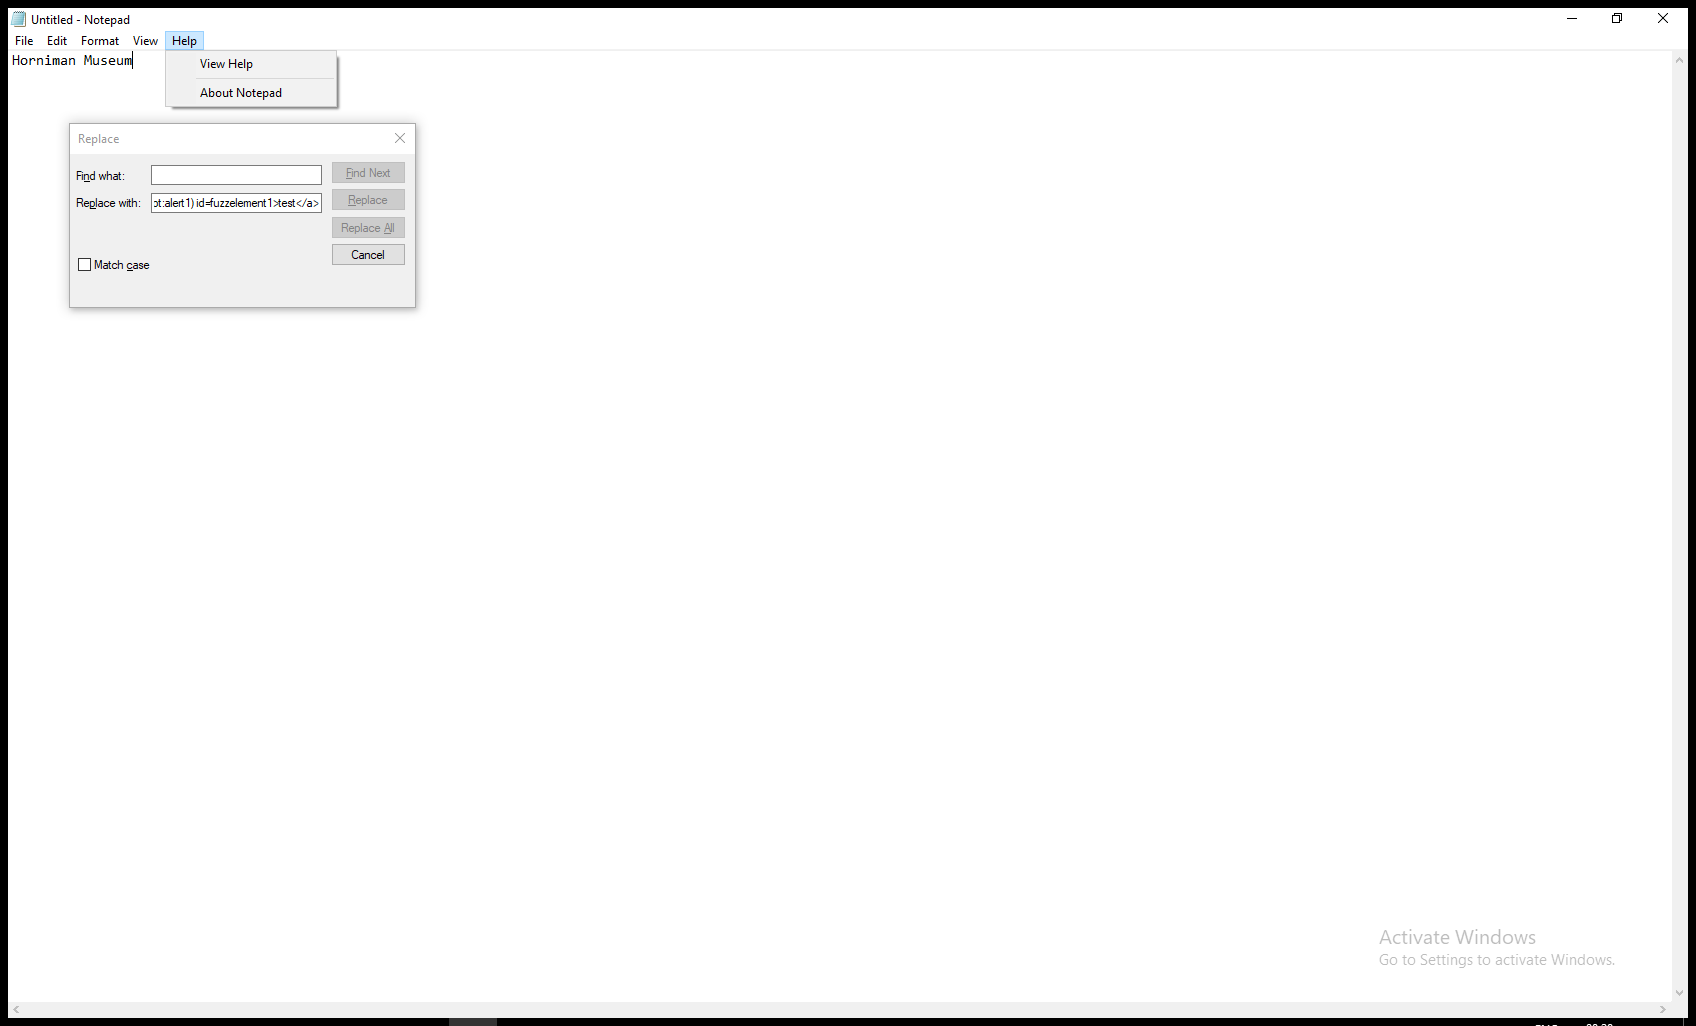 Untitled - Notepad
File Edit Format View Help
Horniman Museum
View Help
About Notepad
Replace
Find what:
Find Next
Replace with:
pt:alert1) id=fuzzelement1>test</a>
Replace
Replace All
Cancel
Match case
Activate Windows
Go to Settings to activate Windows.